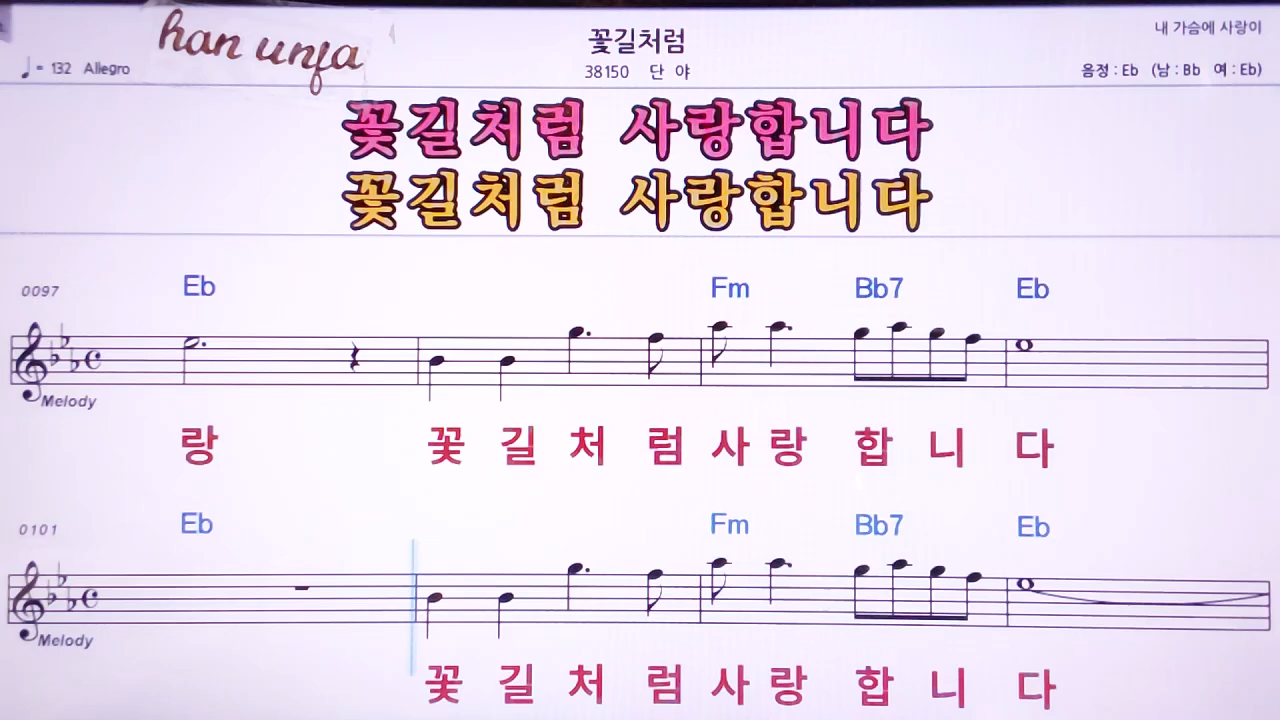 han unja
꽃길처럼
내 가슴에 사랑이
♩ = 132 Allegro
38150 단 야
음정 : Eb (남 : Bb 여 : Eb)
꽃길처럼 사랑합니다
꽃길처럼 사랑합니다
0097 Eb Fm Bb7 Eb
Melody
랑 꽃 길 처 럼 사 랑 합 니 다
0101 Eb Fm Bb7 Eb
Melody
꽃 길 처 럼 사 랑 합 니 다